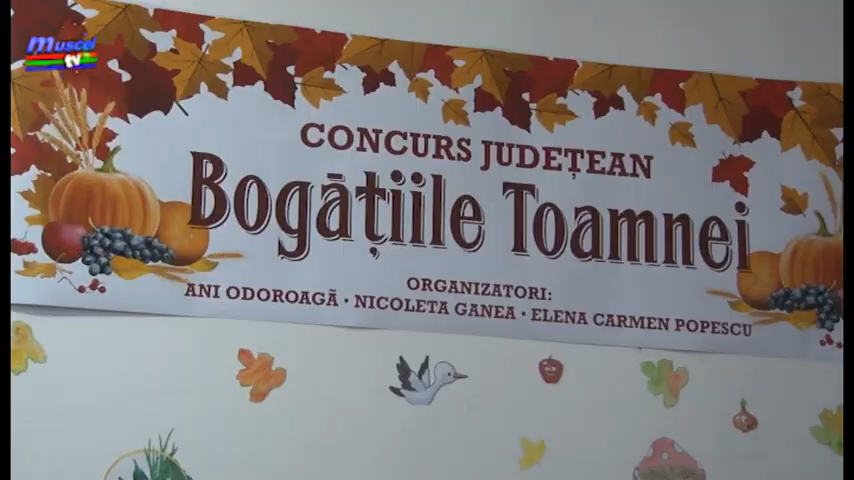 Muscel
tv
CONCURS JUDEȚEAN
Bogățiile Toamnei
ORGANIZATORI:
ANI ODOROAGĂ • NICOLETA GANEA • ELENA CARMEN POPESCU